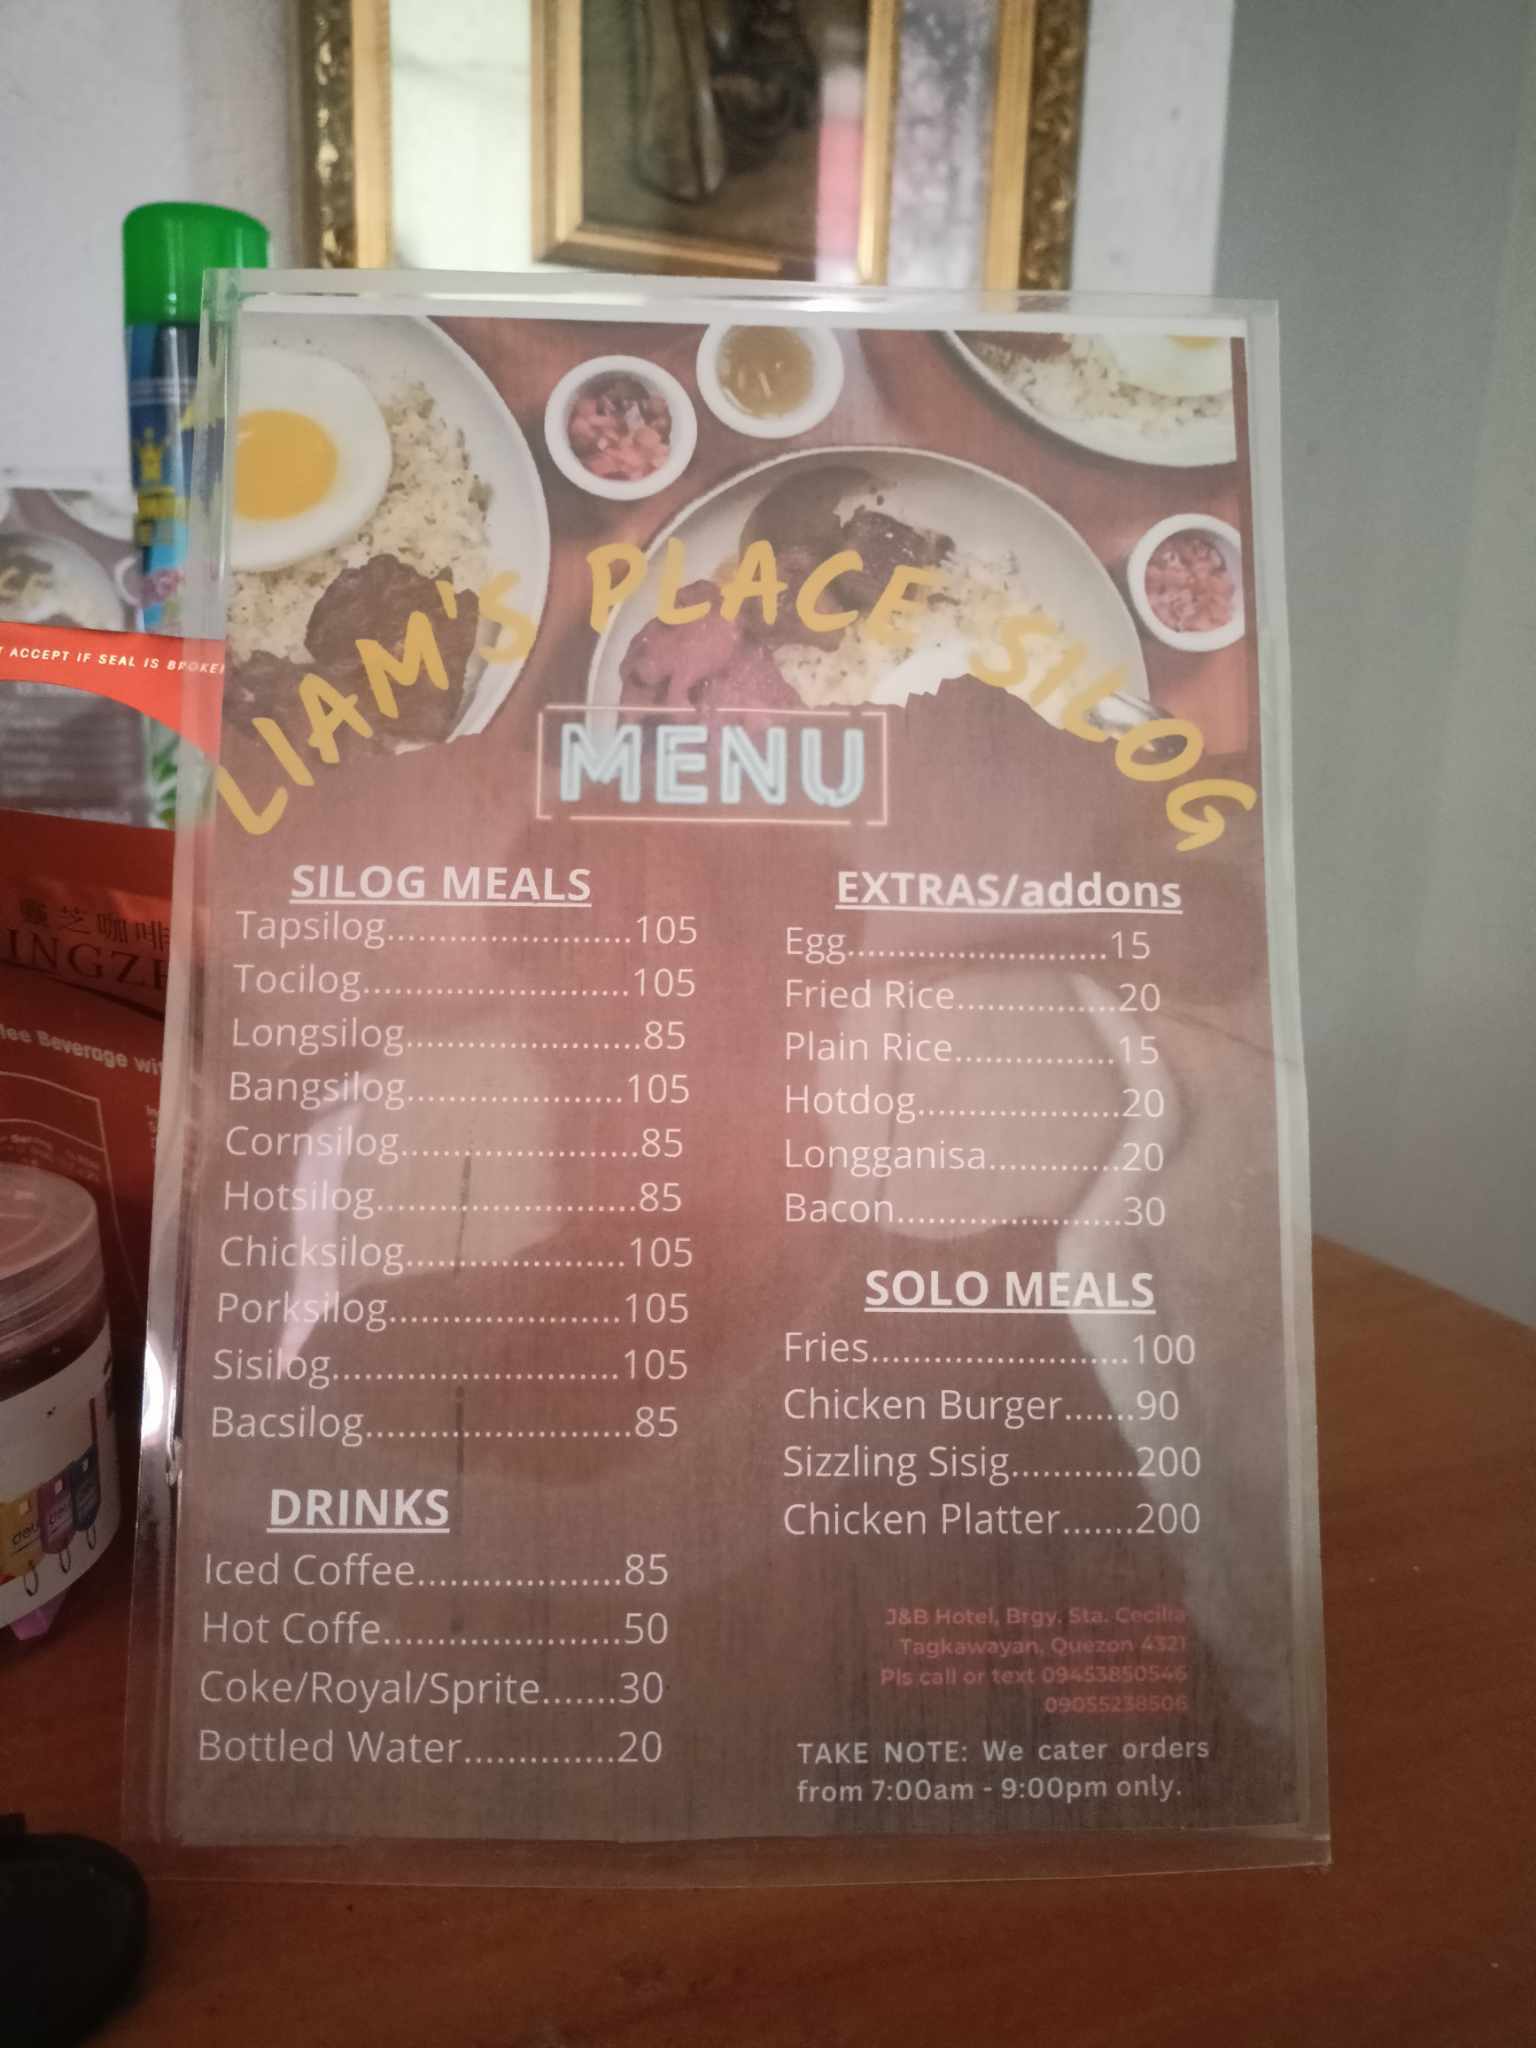 LIAM'S PLACE SILOG
MENU
SILOG MEALS
Tapsilog.......................105
Tocilog.........................105
Longsilog......................85
Bangsilog....................105
Cornsilog.......................85
Hotsilog.........................85
Chicksilog.....................105
Porksilog......................105
Sisilog...........................105
Bacsilog.........................85
DRINKS
Iced Coffee....................85
Hot Coffe.......................50
Coke/Royal/Sprite.......30
Bottled Water...............20
EXTRAS/addons
Egg.........................15
Fried Rice...............20
Plain Rice...............15
Hotdog...................20
Longganisa.............20
Bacon......................30
SOLO MEALS
Fries.........................100
Chicken Burger.......90
Sizzling Sisig............200
Chicken Platter.......200
J&B Hotel, Brgy. Sta. Cecilia
Tagkawayan, Quezon 4321
Pls call or text 09453850546
09055238506
TAKE NOTE: We cater orders
from 7:00am - 9:00pm only.
ACCEPT IF SEAL IS BROKEN
芝咖啡
Beverage